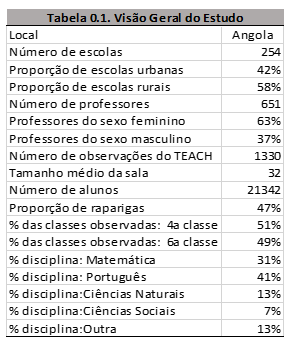 Tabela 0.1. Visão Geral do Estudo
Local Angola
Número de escolas 254
Proporção de escolas urbanas 42%
Proporção de escolas rurais 58%
Número de professores 651
Professores do sexo feminino 63%
Professores do sexo masculino 37%
Número de observações do TEACH 1330
Tamanho médio da sala 32
Número de alunos 21342
Proporção de raparigas 47%
% das classes observadas: 4a classe 51%
% das classes observadas: 6a classe 49%
% disciplina: Matemática 31%
% disciplina: Português 41%
% disciplina:Ciências Naturais 13%
% disciplina:Ciências Sociais 7%
% disciplina:Outra 13%